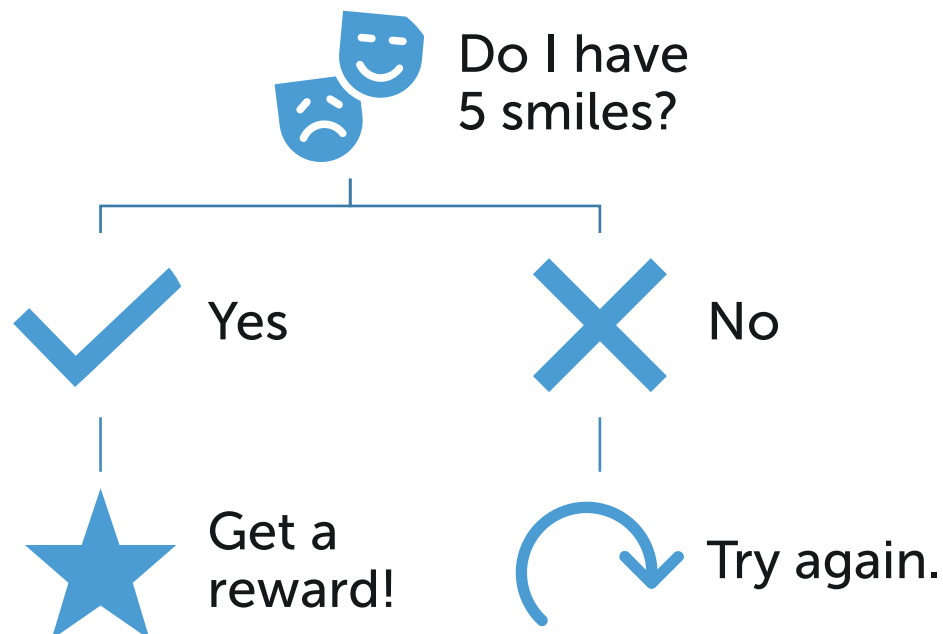 Do I have
5 smiles?
Yes
No
Get a
reward!
Try again.